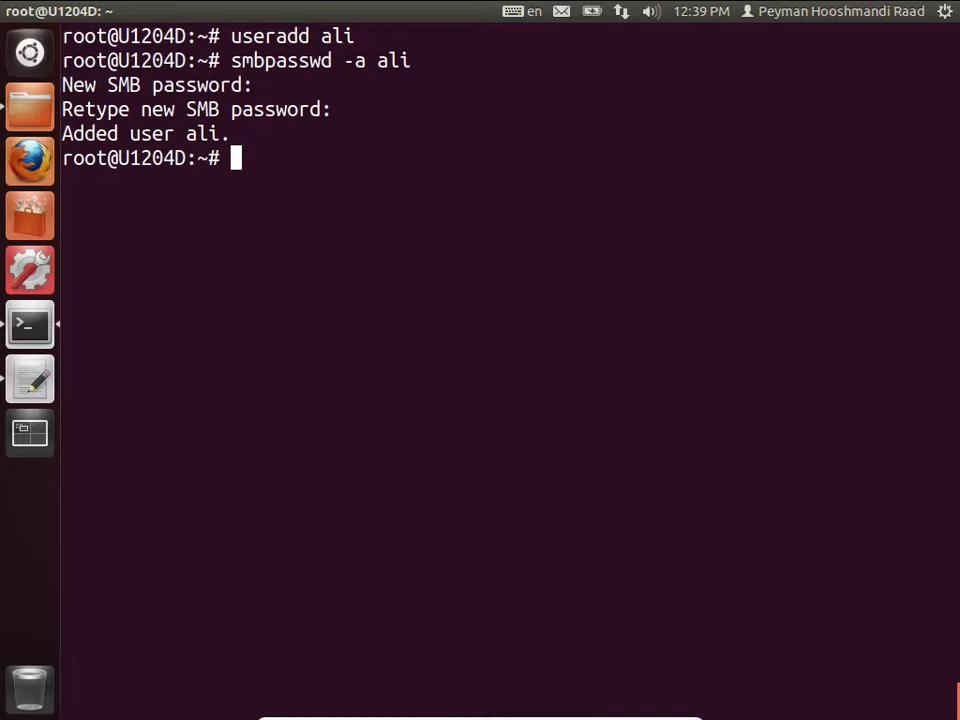 root@U1204D: ~
en
12:39 PM
Peyman Hooshmandi Raad
root@U1204D:~# useradd ali
root@U1204D:~# smbpasswd -a ali
New SMB password:
Retype new SMB password:
Added user ali.
root@U1204D:~#